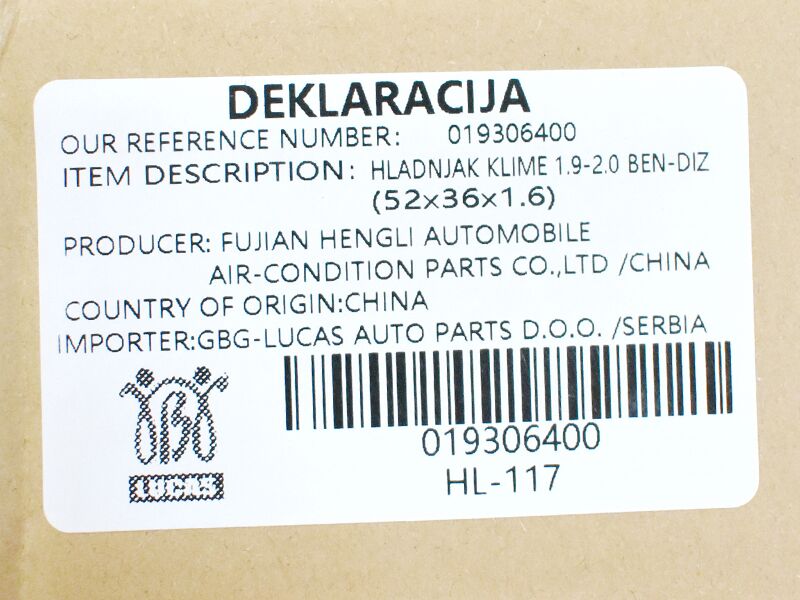 DEKLARACIJA
OUR REFERENCE NUMBER: 019306400
ITEM DESCRIPTION: HLADNJAK KLIME 1.9-2.0 BEN-DIZ
(52x36x1.6)
PRODUCER: FUJIAN HENGLI AUTOMOBILE
AIR-CONDITION PARTS CO.,LTD /CHINA
COUNTRY OF ORIGIN:CHINA
IMPORTER:GBG-LUCAS AUTO PARTS D.O.O. /SERBIA
019306400
HL-117
LUCAS